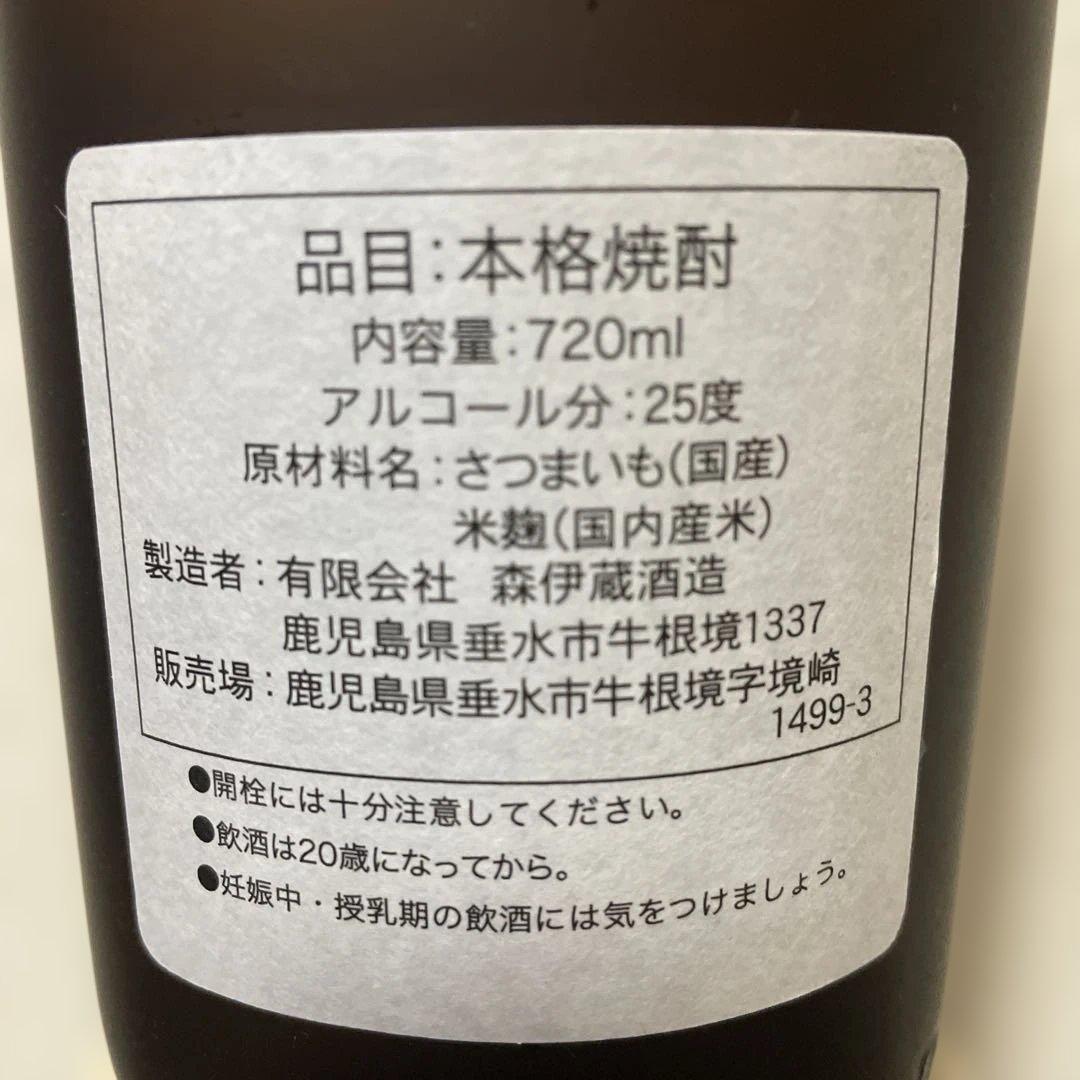 品目：本格焼酎
内容量：720ml
アルコール分：25度
原材料名：さつまいも(国産)
米麹(国内産米)
製造者：有限会社 森伊蔵酒造
鹿児島県垂水市牛根境1337
販売場：鹿児島県垂水市牛根境字境崎
1499-3
●開栓には十分注意してください。
●飲酒は20歳になってから。
●妊娠中・授乳期の飲酒には気をつけましょう。